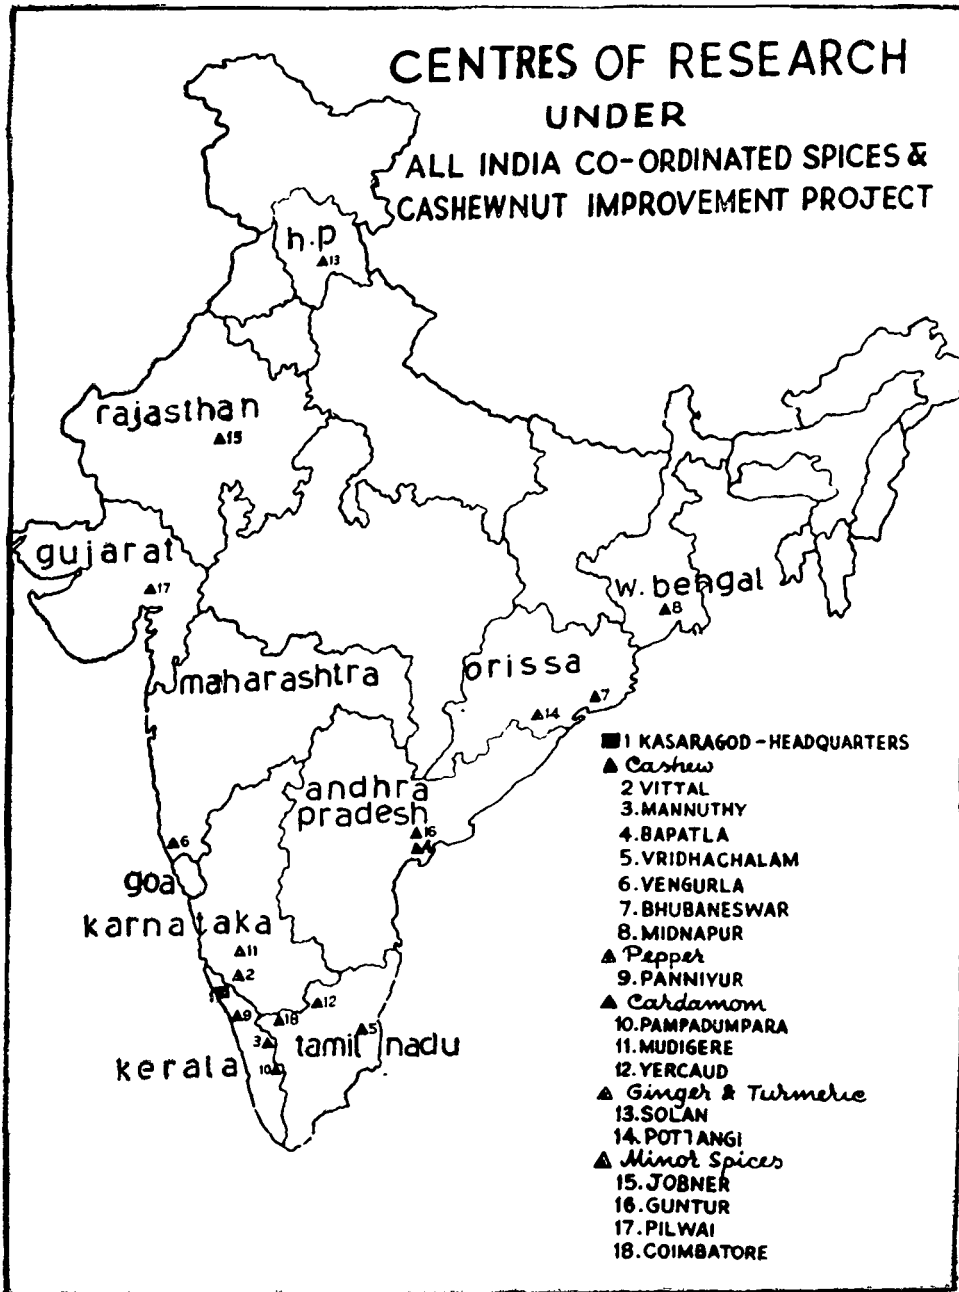 CENTRES OF RESEARCH
UNDER
ALL INDIA CO-ORDINATED SPICES &
CASHEWNUT IMPROVEMENT PROJECT
h.p
13
rajasthan
15
gujarat
17
w. bengal
8
maharashtra
orissa
7
14
andhra
pradesh
16
4
6
goa
karnataka
11
2
1
9
12
18
5
3
tamil nadu
kerala
10
1 KASARAGOD - HEADQUARTERS
Cashew
2 VITTAL
3. MANNUTHY
4. BAPATLA
5. VRIDHACHALAM
6. VENGURLA
7. BHUBANESWAR
8. MIDNAPUR
Pepper
9. PANNIYUR
Cardamom
10. PAMPADUMPARA
11. MUDIGERE
12. YERCAUD
Ginger & Turmeric
13. SOLAN
14. POTTANGI
Minor Spices
15. JOBNER
16. GUNTUR
17. PILWAI
18. COIMBATORE